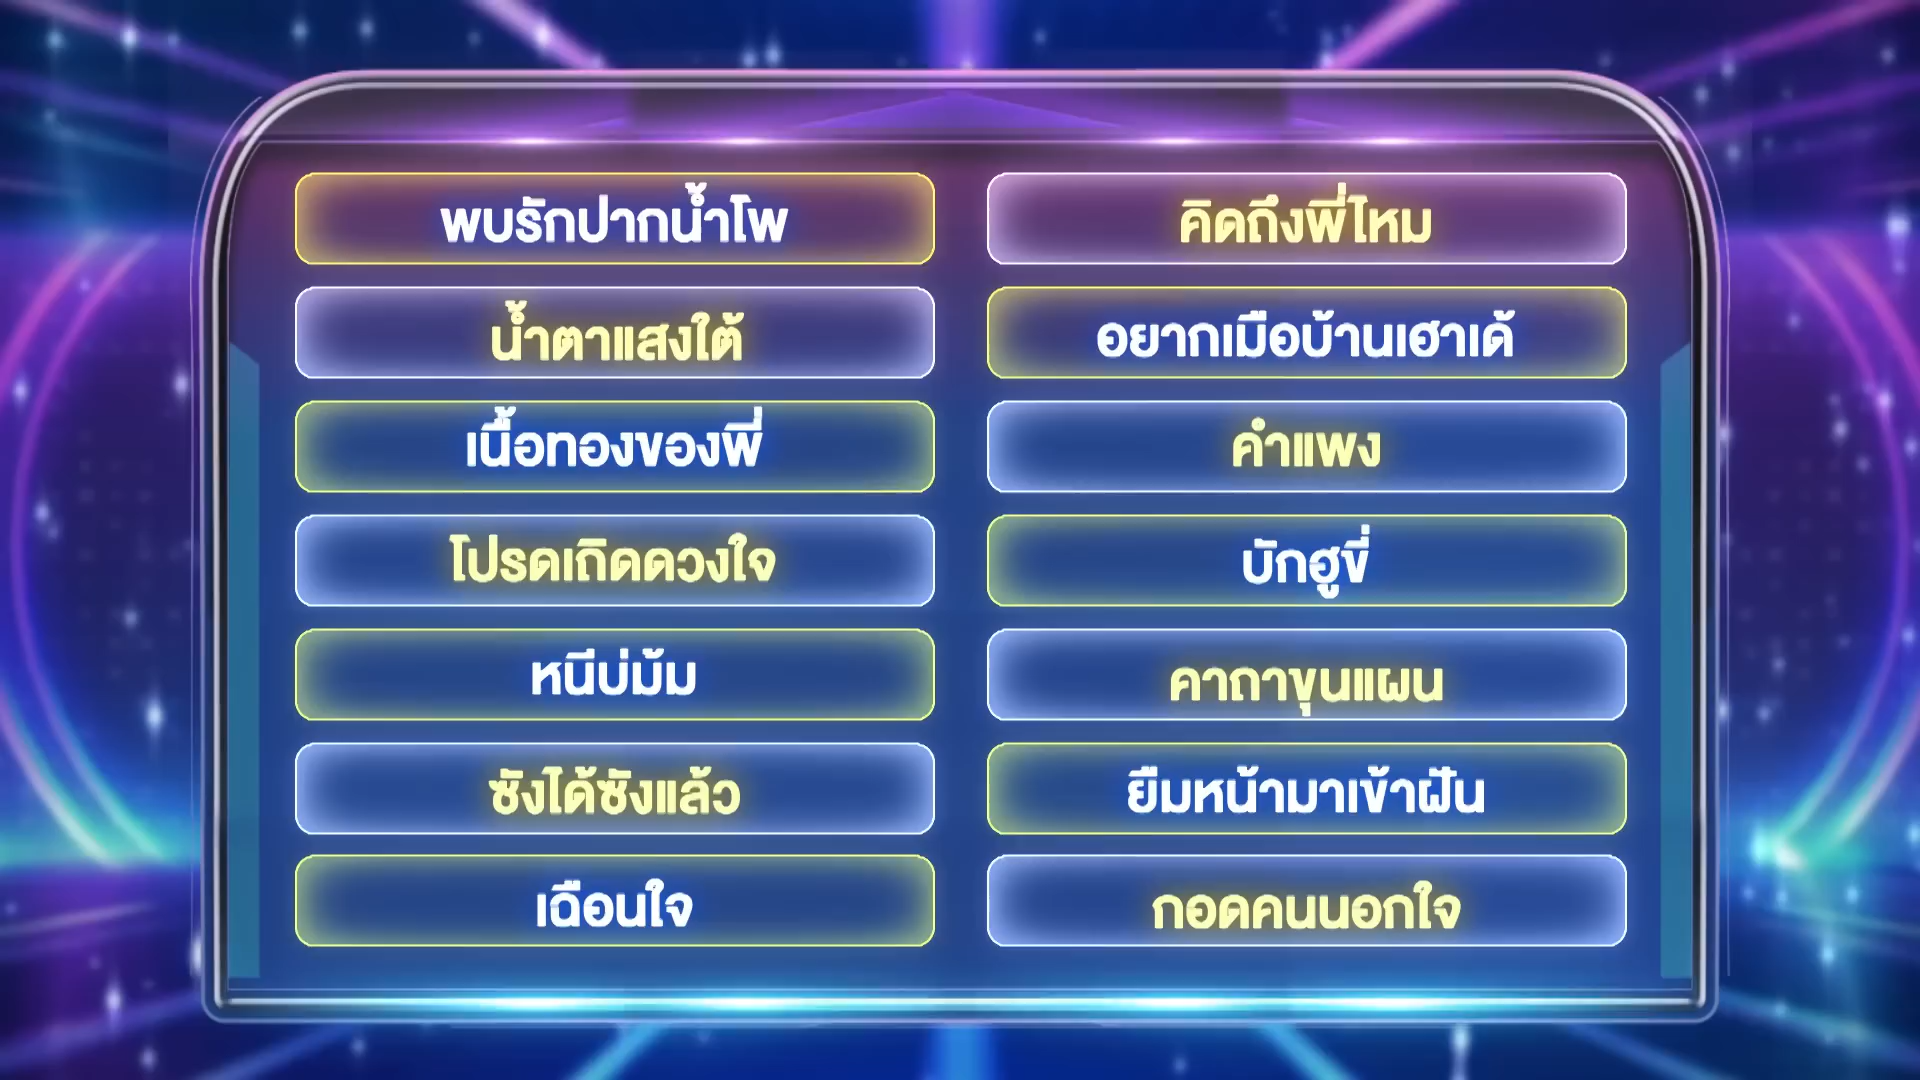 พบรักปากน้ำโพ
คิดถึงพี่ไหม
น้ำตาแสงใต้
อยากเมือบ้านเฮาเด้
เนื้อทองของพี่
คำแพง
โปรดเถิดดวงใจ
บักฮูขี่
หนีบ่ม้ม
คาถาขุนแผน
ซังได้ซังแล้ว
ยืมหน้ามาเข้าฝัน
เฉือนใจ
กอดคนนอกใจ